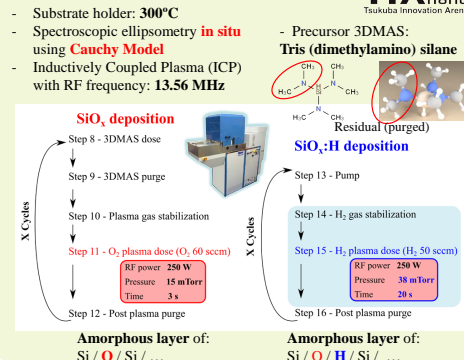 Tsukuba Innovation Arena
- Substrate holder: 300ºC
- Spectroscopic ellipsometry in situ
using Cauchy Model
- Inductively Coupled Plasma (ICP)
with RF frequency: 13.56 MHz
- Precursor 3DMAS:
Tris (dimethylamino) silane
CH₃
CH₃
H₃C
N
N
CH₃
SiH
H₃C
N
CH₃
Residual (purged)
SiOₓ deposition
Step 8 - 3DMAS dose
Step 9 - 3DMAS purge
Step 10 - Plasma gas stabilization
Step 11 - O₂ plasma dose (O₂ 60 sccm)
RF power 250 W
Pressure 15 mTorr
Time 3 s
Step 12 - Post plasma purge
X Cycles
Amorphous layer of:
Si / O / Si / ...
SiOₓ:H deposition
Step 13 - Pump
Step 14 - H₂ gas stabilization
Step 15 - H₂ plasma dose (H₂ 50 sccm)
RF power 250 W
Pressure 38 mTorr
Time 20 s
Step 16 - Post plasma purge
X Cycles
Amorphous layer of:
Si / O / H / Si / ...